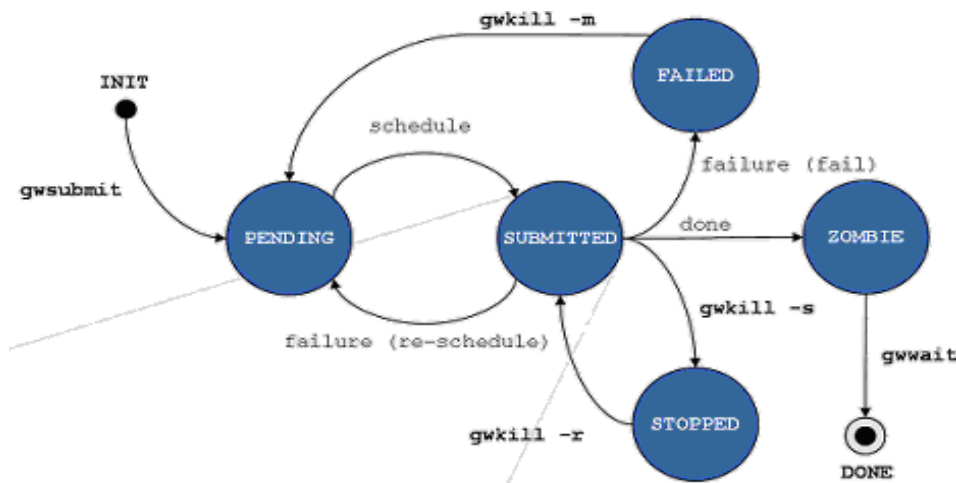 gwkill -m
FAILED
INIT
schedule
failure (fail)
gwsubmit
PENDING
SUBMITTED
done
ZOMBIE
gwkill -s
failure (re-schedule)
gwwait
gwkill -r
STOPPED
DONE